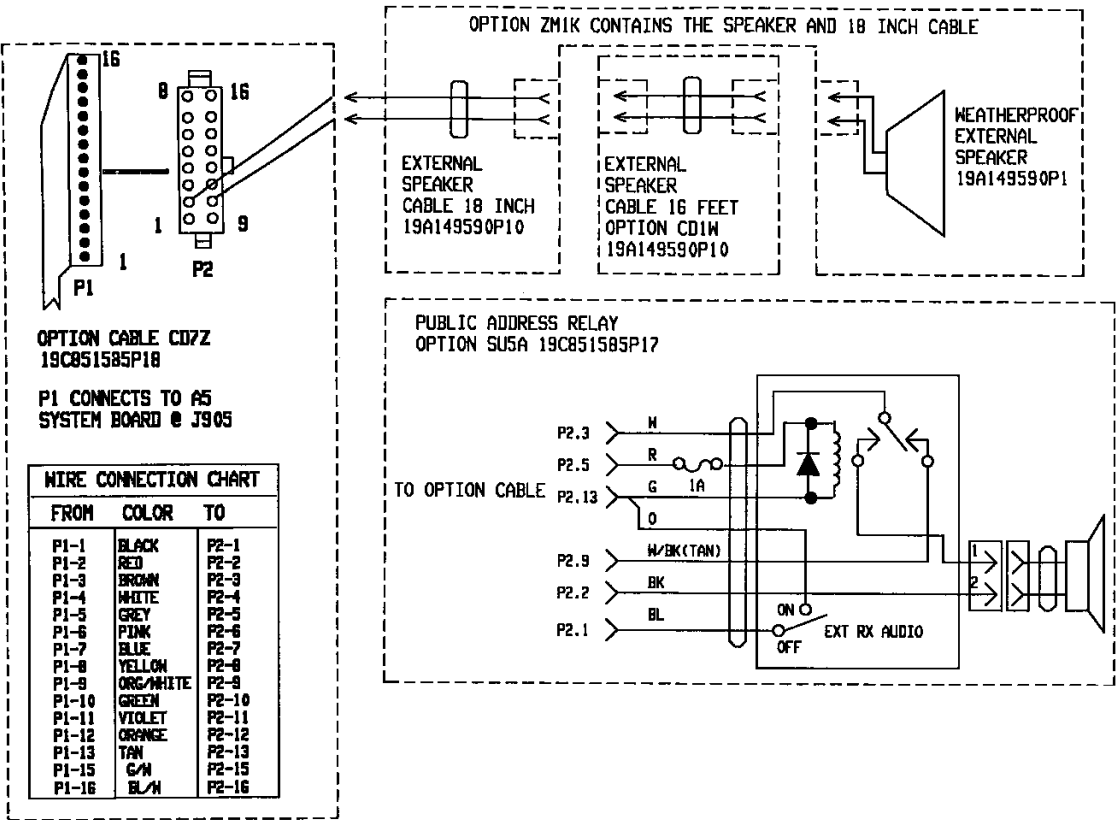 OPTION ZM1K CONTAINS THE SPEAKER AND 18 INCH CABLE
16
8
16
1
9
1
P1
P2
OPTION CABLE CD7Z
19C851585P18
P1 CONNECTS TO A5
SYSTEM BOARD @ J905
WIRE CONNECTION CHART
FROM COLOR TO
P1-1 BLACK P2-1
P1-2 RED P2-2
P1-3 BROWN P2-3
P1-4 WHITE P2-4
P1-5 GREY P2-5
P1-6 PINK P2-6
P1-7 BLUE P2-7
P1-8 YELLOW P2-8
P1-9 ORG/WHITE P2-9
P1-10 GREEN P2-10
P1-11 VIOLET P2-11
P1-12 ORANGE P2-12
P1-13 TAN P2-13
P1-15 G/W P2-15
P1-16 BL/W P2-16
EXTERNAL
SPEAKER
CABLE 18 INCH
19A149590P10
EXTERNAL
SPEAKER
CABLE 16 FEET
OPTION CD1W
19A149590P10
WEATHERPROOF
EXTERNAL
SPEAKER
19A149590P1
PUBLIC ADDRESS RELAY
OPTION SU5A 19C851585P17
TO OPTION CABLE
P2.3 W
P2.5 R
1A
P2.13 G
O
P2.9 W/BK(TAN)
P2.2 BK
P2.1 BL
ON
OFF
EXT RX AUDIO
1
2